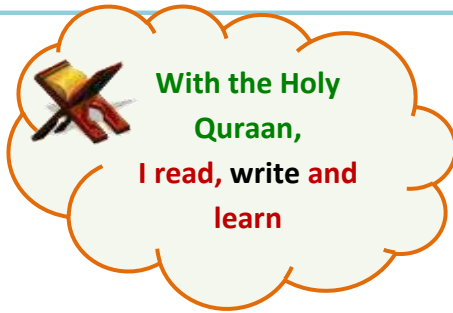 With the Holy
Quraan,
I read, write and
learn